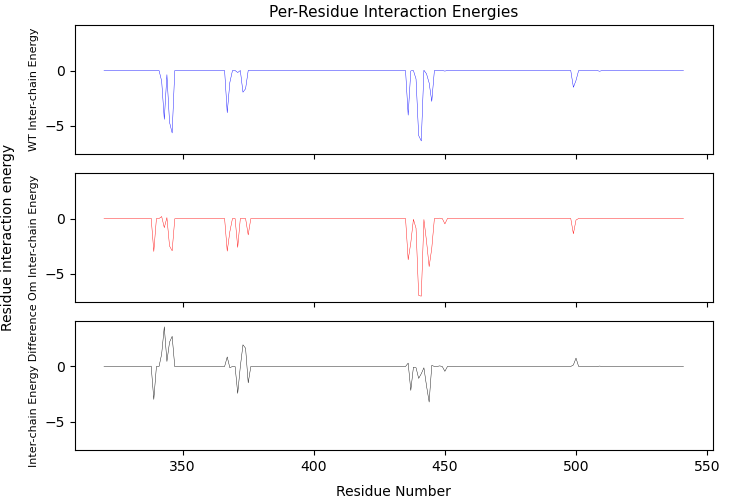 Per-Residue Interaction Energies
Residue interaction energy
WT Inter-chain Energy
0
−5
Om Inter-chain Energy
0
−5
Inter-chain Energy Difference
0
−5
350
400
450
500
550
Residue Number